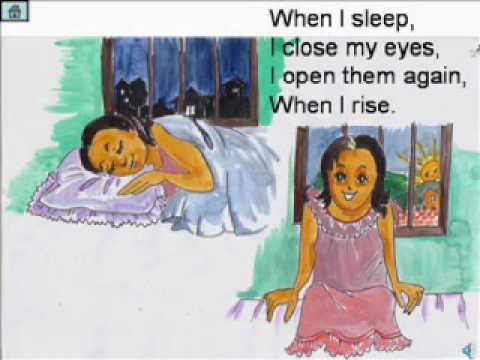 When I sleep,
I close my eyes,
I open them again,
When I rise.